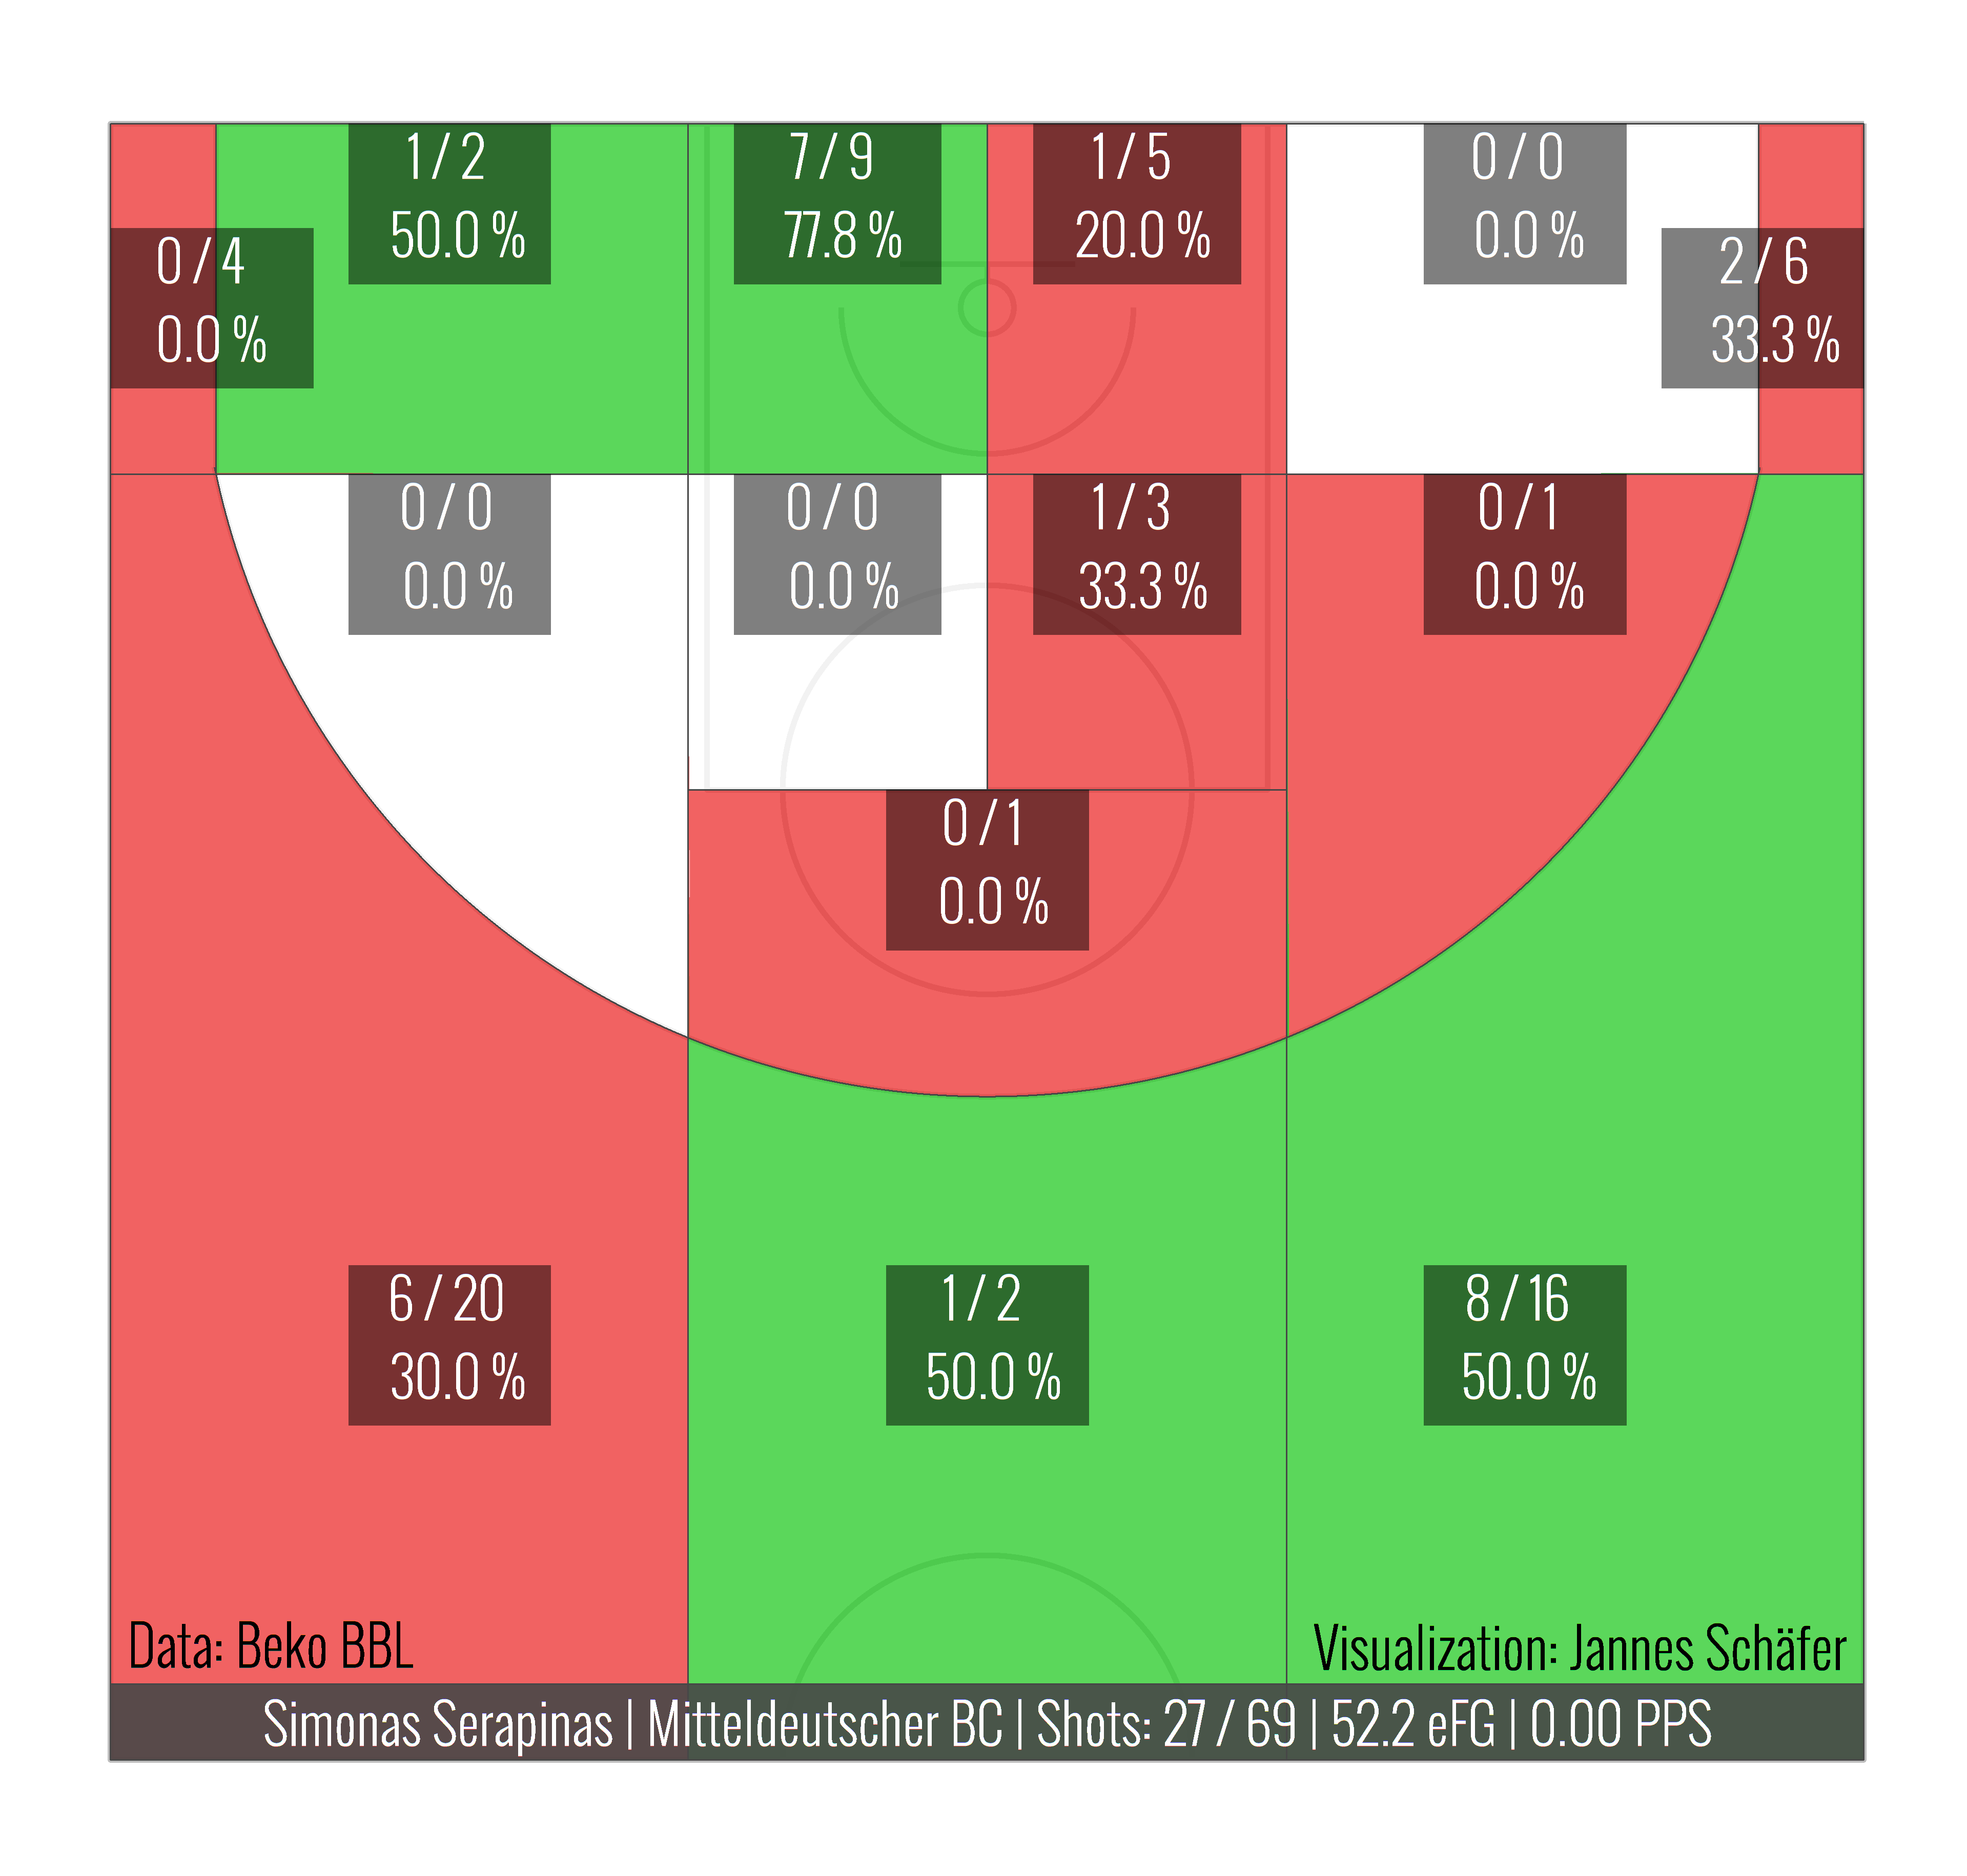 1 / 2
50.0 %
7 / 9
77.8 %
1 / 5
20.0 %
0 / 0
0.0 %
0 / 4
0.0 %
2 / 6
33.3 %
0 / 0
0.0 %
0 / 0
0.0 %
1 / 3
33.3 %
0 / 1
0.0 %
0 / 1
0.0 %
6 / 20
30.0 %
1 / 2
50.0 %
8 / 16
50.0 %
Data: Beko BBL
Visualization: Jannes Schäfer
Simonas Serapinas | Mitteldeutscher BC | Shots: 27 / 69 | 52.2 eFG | 0.00 PPS